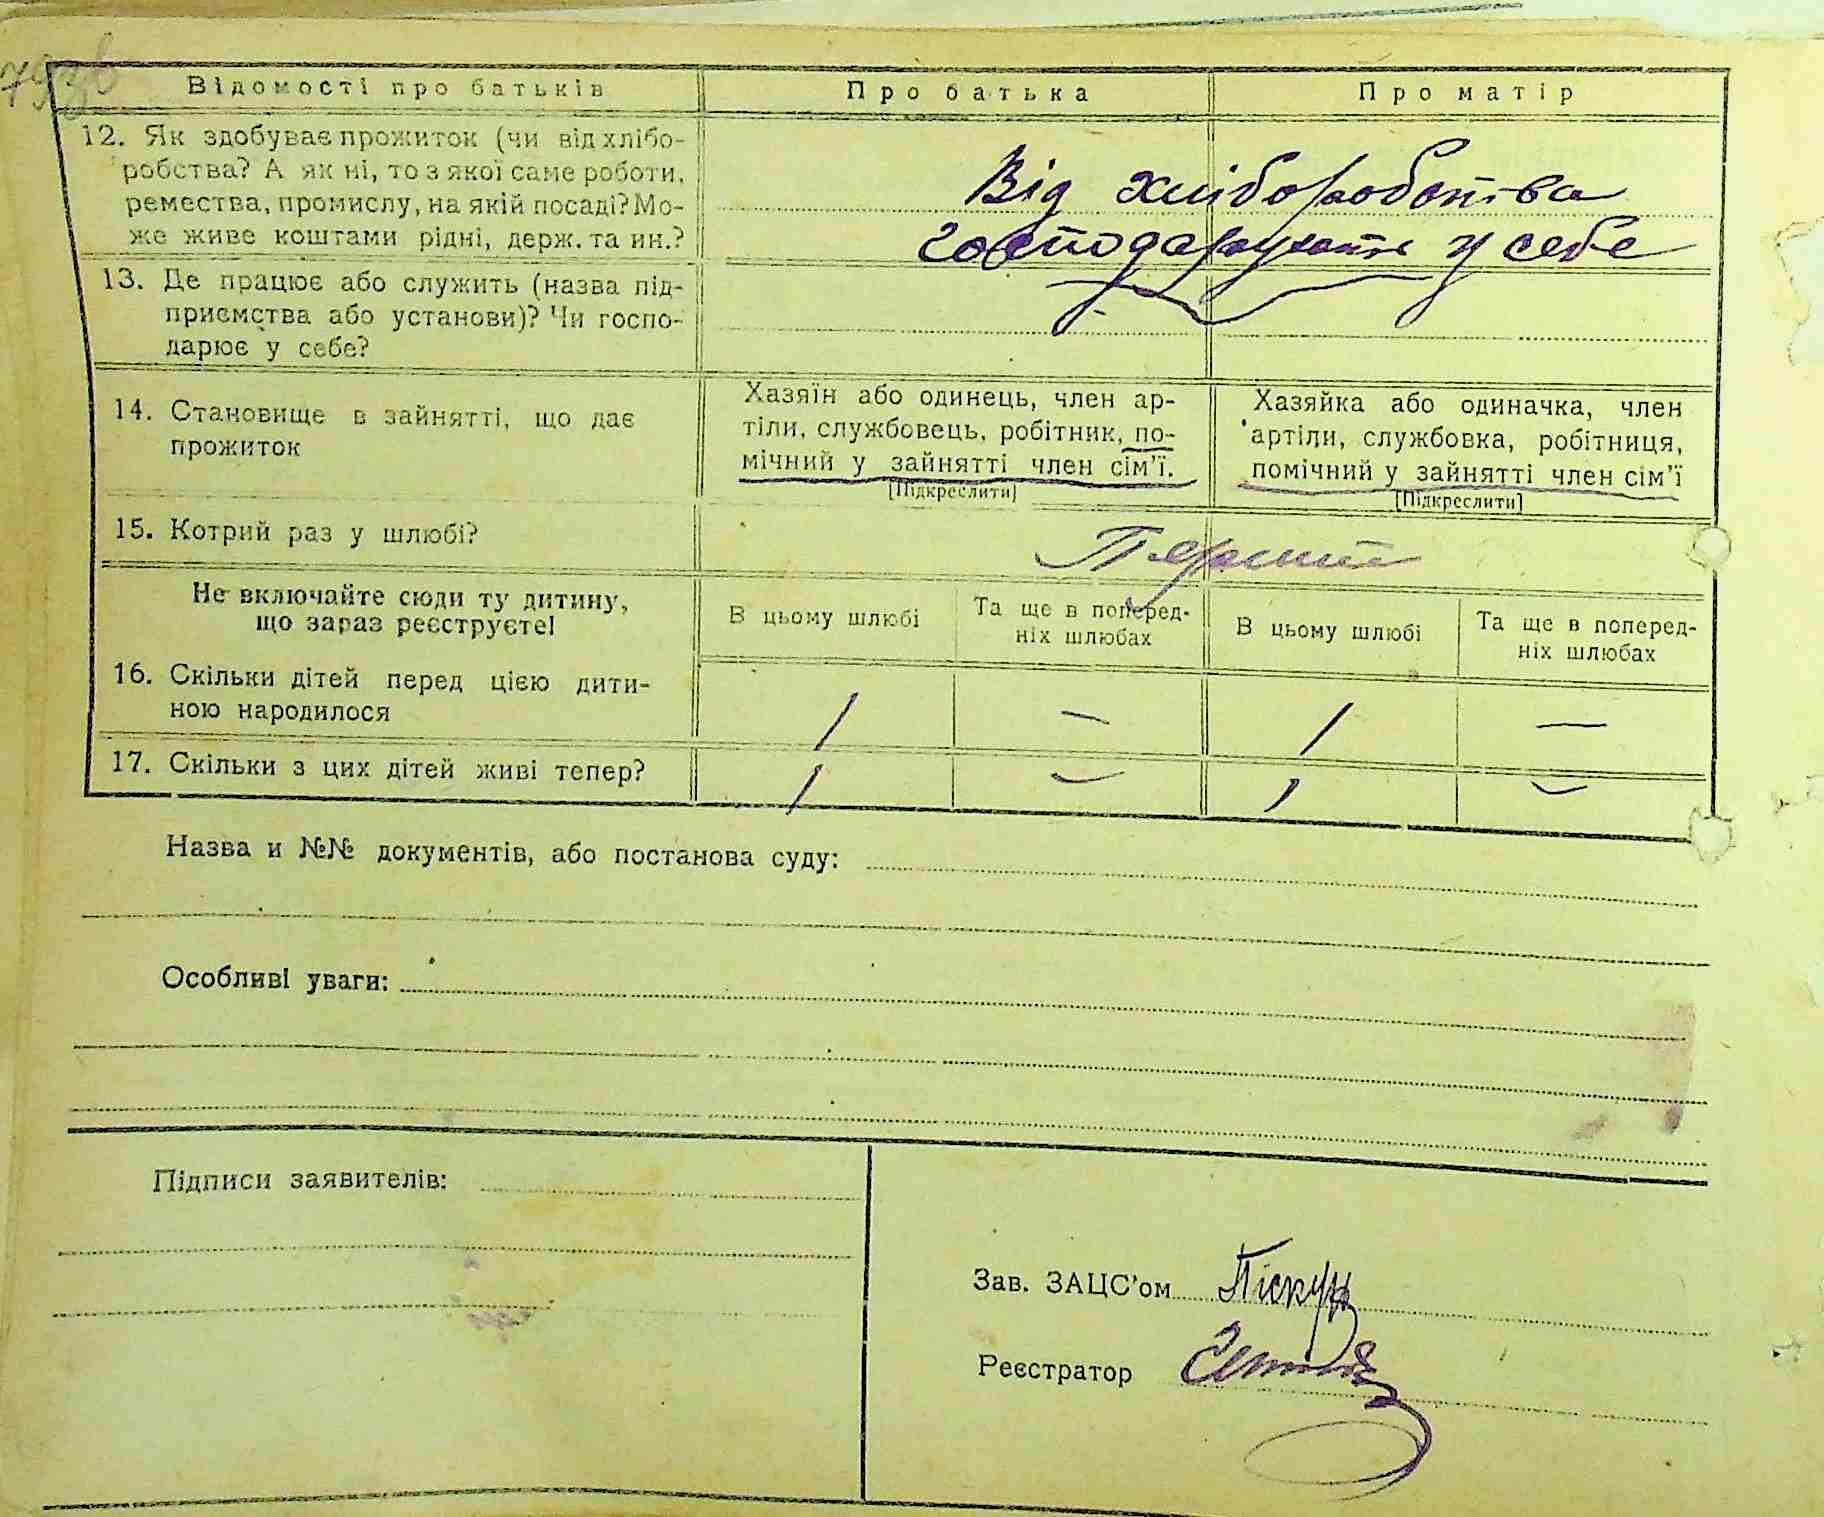 Відомості про батьків Про батька Про матір
12. Як здобуває прожиток (чи від хлібо-
робства? А як ні, то з якої саме роботи,
ремества, промислу, на якій посаді? Мо-
же живе коштами рідні, держ. та ин.?
Від хліборобства
господарюють у себе
13. Де працює або служить (назва під-
приємства або установи)? Чи госпо-
дарює у себе?
14. Становище в зайнятті, що дає
прожиток
Хазяїн або одинець, член ар-
тіли, службовець, робітник, по-
мічний у зайнятті член сім'ї.
[Підкреслити]
Хазяйка або одиначка, член
артіли, службовка, робітниця,
помічний у зайнятті член сім'ї
[Підкреслити]
15. Котрий раз у шлюбі?
Перший
Не включайте сюди ту дитину,
що зараз реєструєте!
В цьому шлюбі
Та ще в поперед-
ніх шлюбах
В цьому шлюбі
Та ще в поперед-
ніх шлюбах
16. Скільки дітей перед цією дити-
ною народилося
1 — 1 —
17. Скільки з цих дітей живі тепер?
1 — 1 —
Назва и №№ документів, або постанова суду:
Особливі уваги:
Підписи заявителів:
Зав. ЗАЦС'ом Піскун
Реєстратор